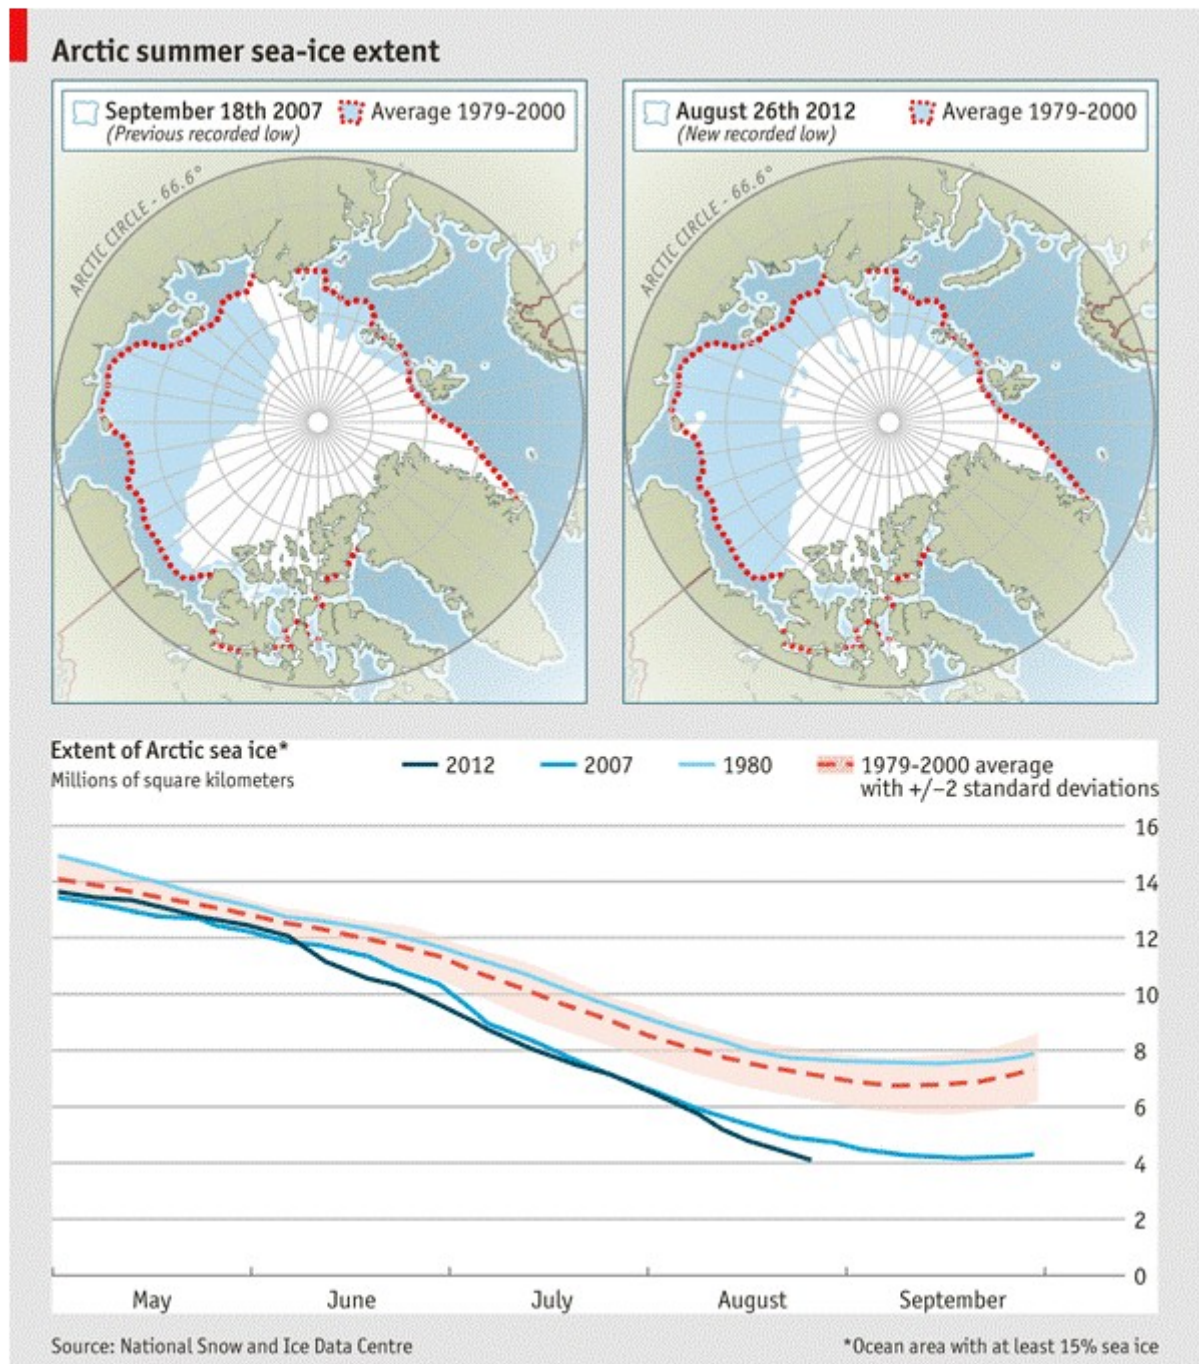 Arctic summer sea-ice extent
September 18th 2007
(Previous recorded low)
Average 1979-2000
ARCTIC CIRCLE - 66.6°
August 26th 2012
(New recorded low)
Average 1979-2000
ARCTIC CIRCLE - 66.6°
Extent of Arctic sea ice*
Millions of square kilometers
2012
2007
1980
1979-2000 average
with +/–2 standard deviations
16
14
12
10
8
6
4
2
0
May
June
July
August
September
Source: National Snow and Ice Data Centre
*Ocean area with at least 15% sea ice